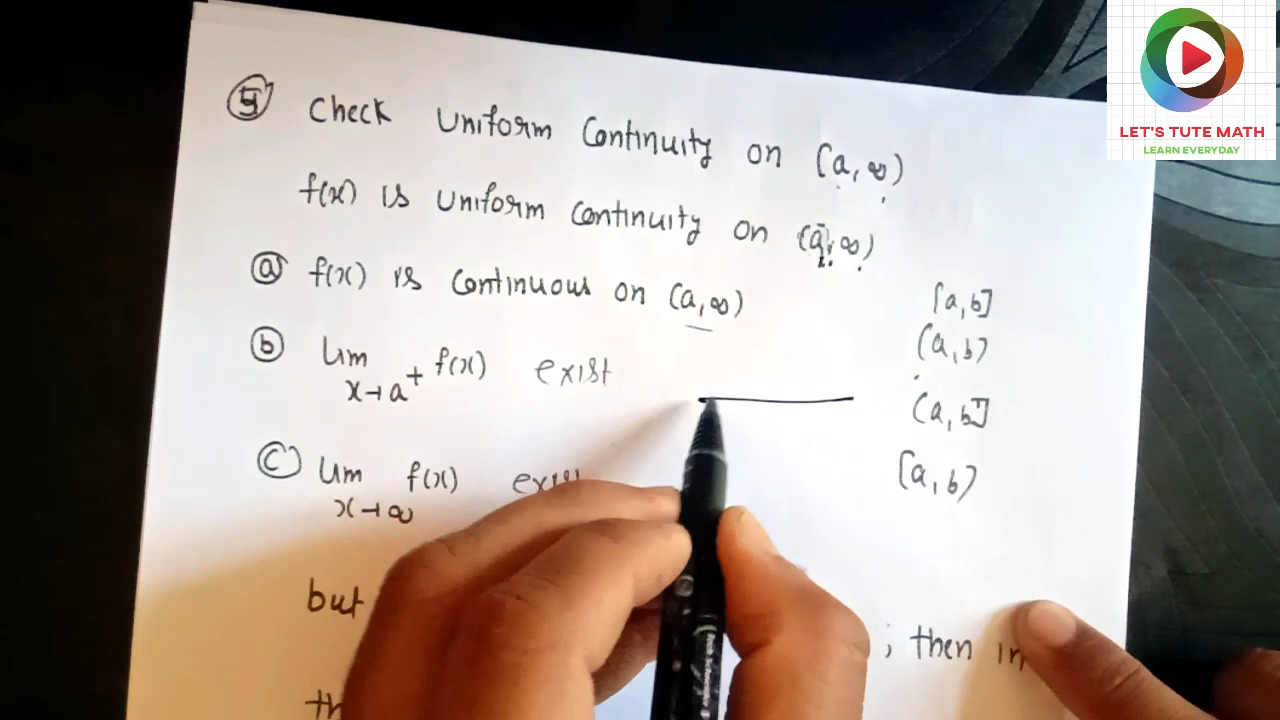 ⑤ Check Uniform Continuity on (a, ∞)
f(x) is Uniform Continuity on (a, ∞)
ⓐ f(x) is Continuous on (a, ∞)
[a, b]
(a, b)
ⓑ lim x→a⁺ f(x) exist
(a, b]
ⓒ lim x→∞ f(x)
[a, b)
but
; then in
LET'S TUTE MATH
LEARN EVERYDAY